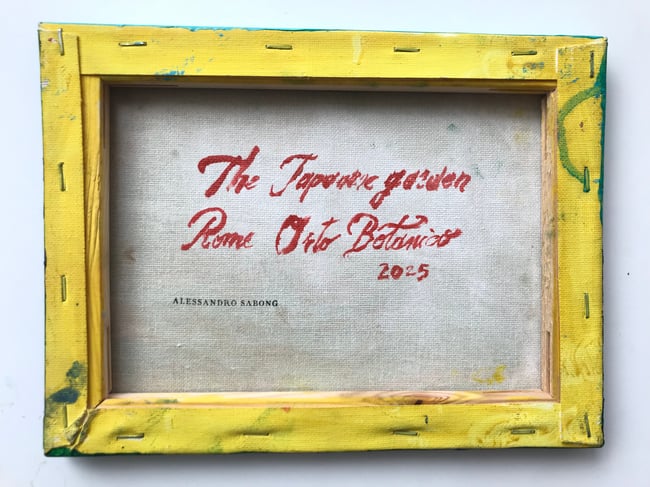 The Japanese garden
Rome Orto Botanico
2025
ALESSANDRO SABONG